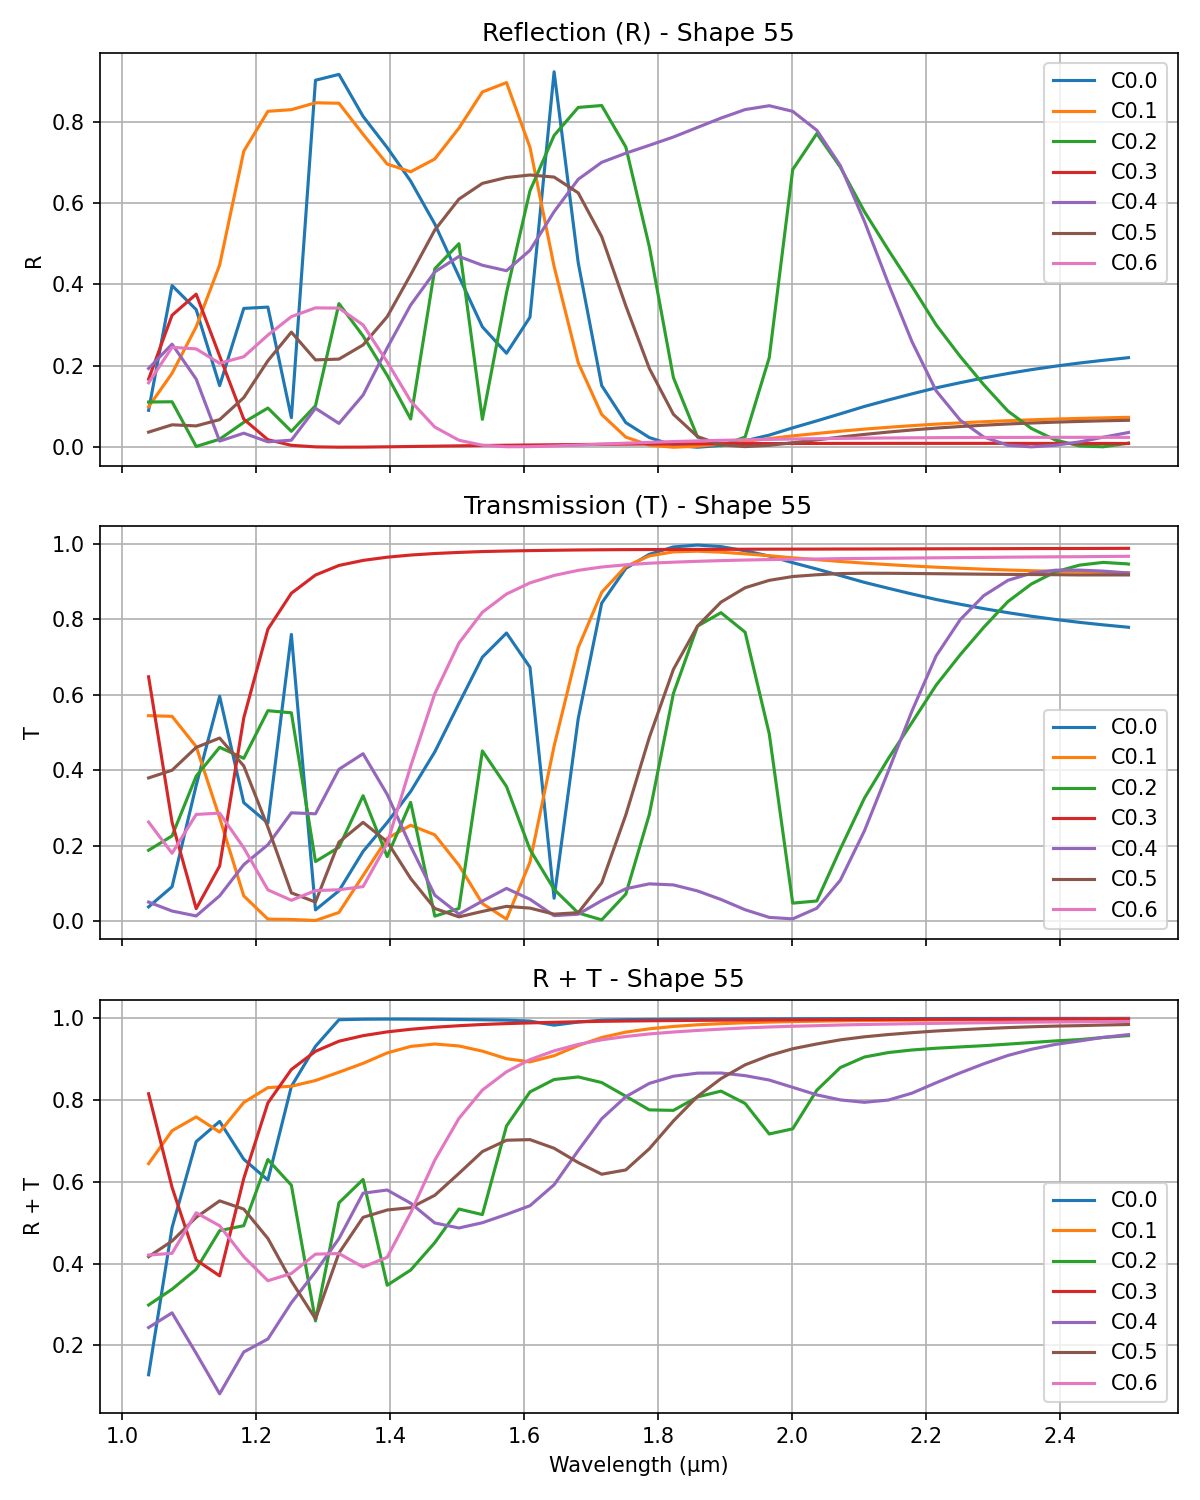 Reflection (R) - Shape 55
R
0.8
0.6
0.4
0.2
0.0
C0.0
C0.1
C0.2
C0.3
C0.4
C0.5
C0.6
Transmission (T) - Shape 55
T
1.0
0.8
0.6
0.4
0.2
0.0
C0.0
C0.1
C0.2
C0.3
C0.4
C0.5
C0.6
R + T - Shape 55
R + T
1.0
0.8
0.6
0.4
0.2
C0.0
C0.1
C0.2
C0.3
C0.4
C0.5
C0.6
1.0 1.2 1.4 1.6 1.8 2.0 2.2 2.4
Wavelength (μm)